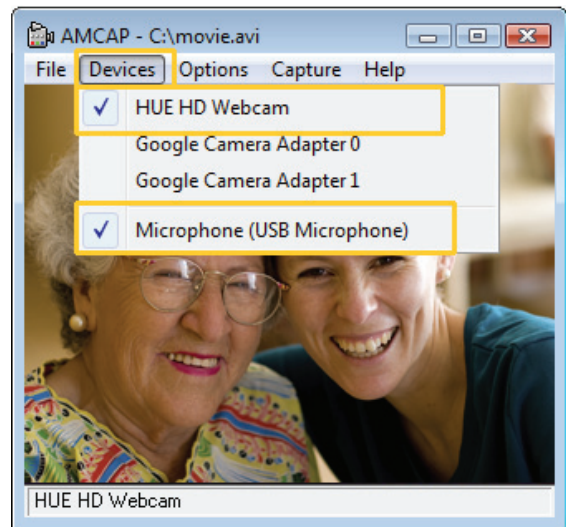 AMCAP - C:\movie.avi
File Devices Options Capture Help
HUE HD Webcam
Google Camera Adapter 0
Google Camera Adapter 1
Microphone (USB Microphone)
HUE HD Webcam